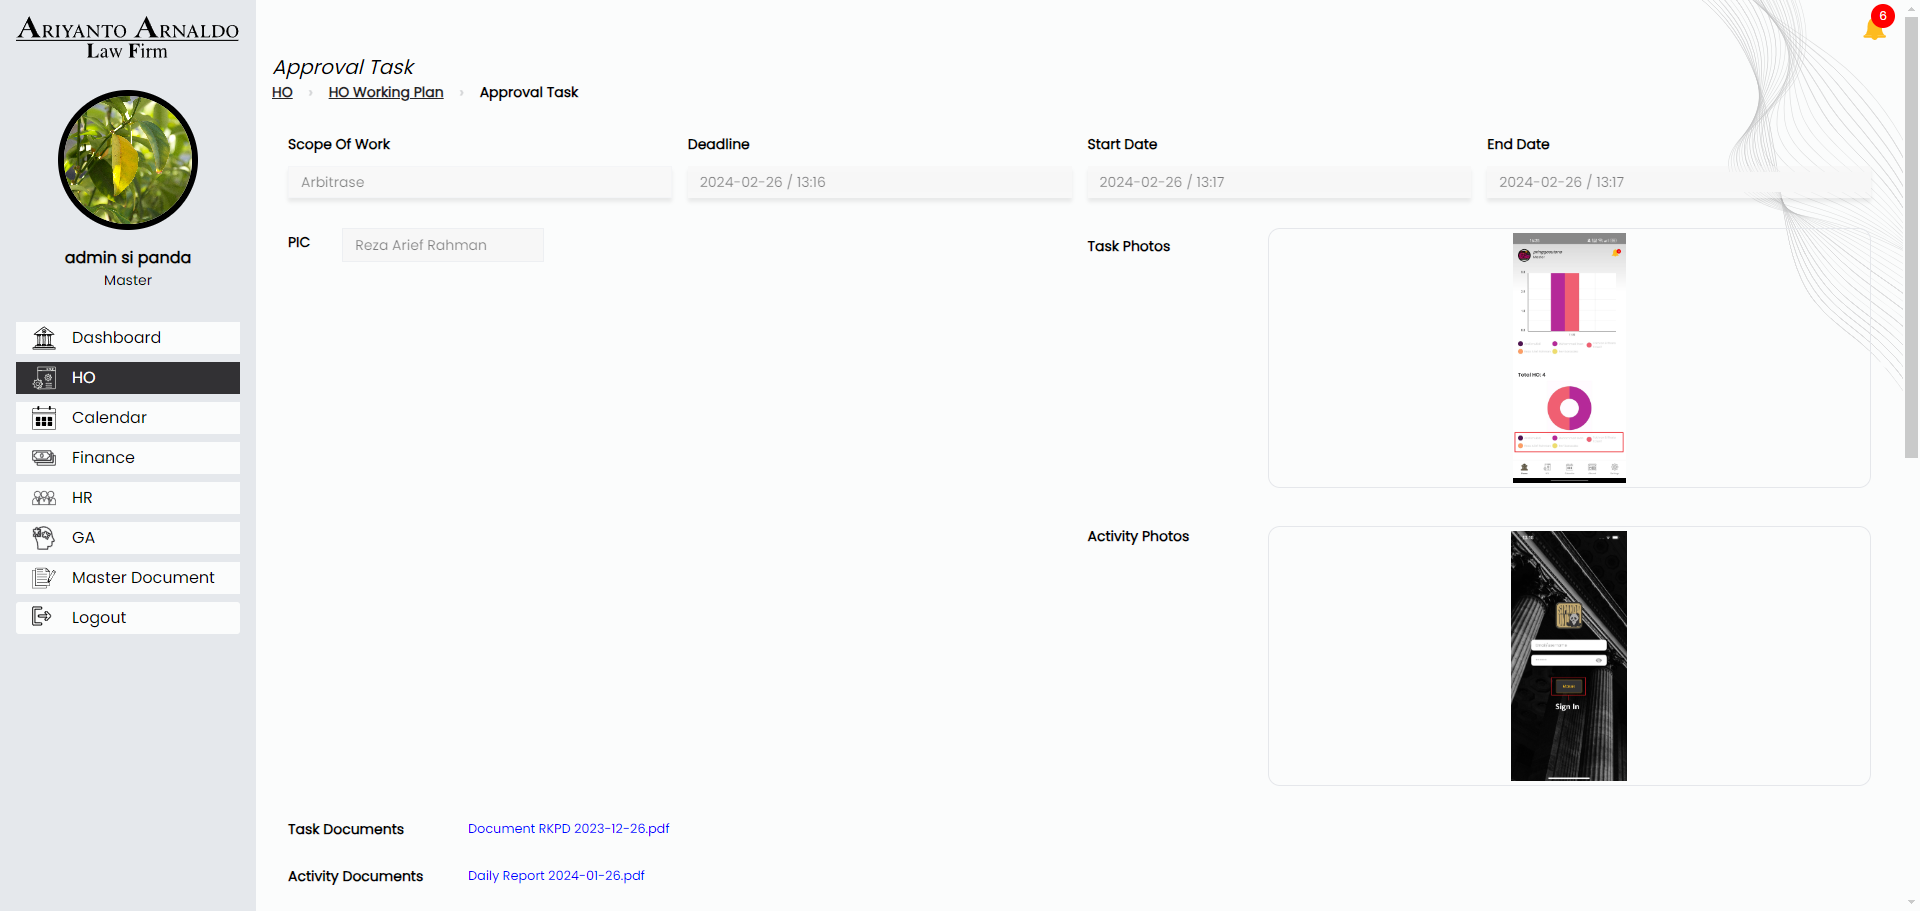 ARIYANTO ARNALDO
Law Firm
6
Approval Task
HO › HO Working Plan › Approval Task
admin si panda
Master
Dashboard
HO
Calendar
Finance
HR
GA
Master Document
Logout
Scope Of Work
Arbitrase
Deadline
2024-02-26 / 13:16
Start Date
2024-02-26 / 13:17
End Date
2024-02-26 / 13:17
PIC
Reza Arief Rahman
Task Photos
Total HO: 4
Activity Photos
Sign In
Task Documents
Document RKPD 2023-12-26.pdf
Activity Documents
Daily Report 2024-01-26.pdf